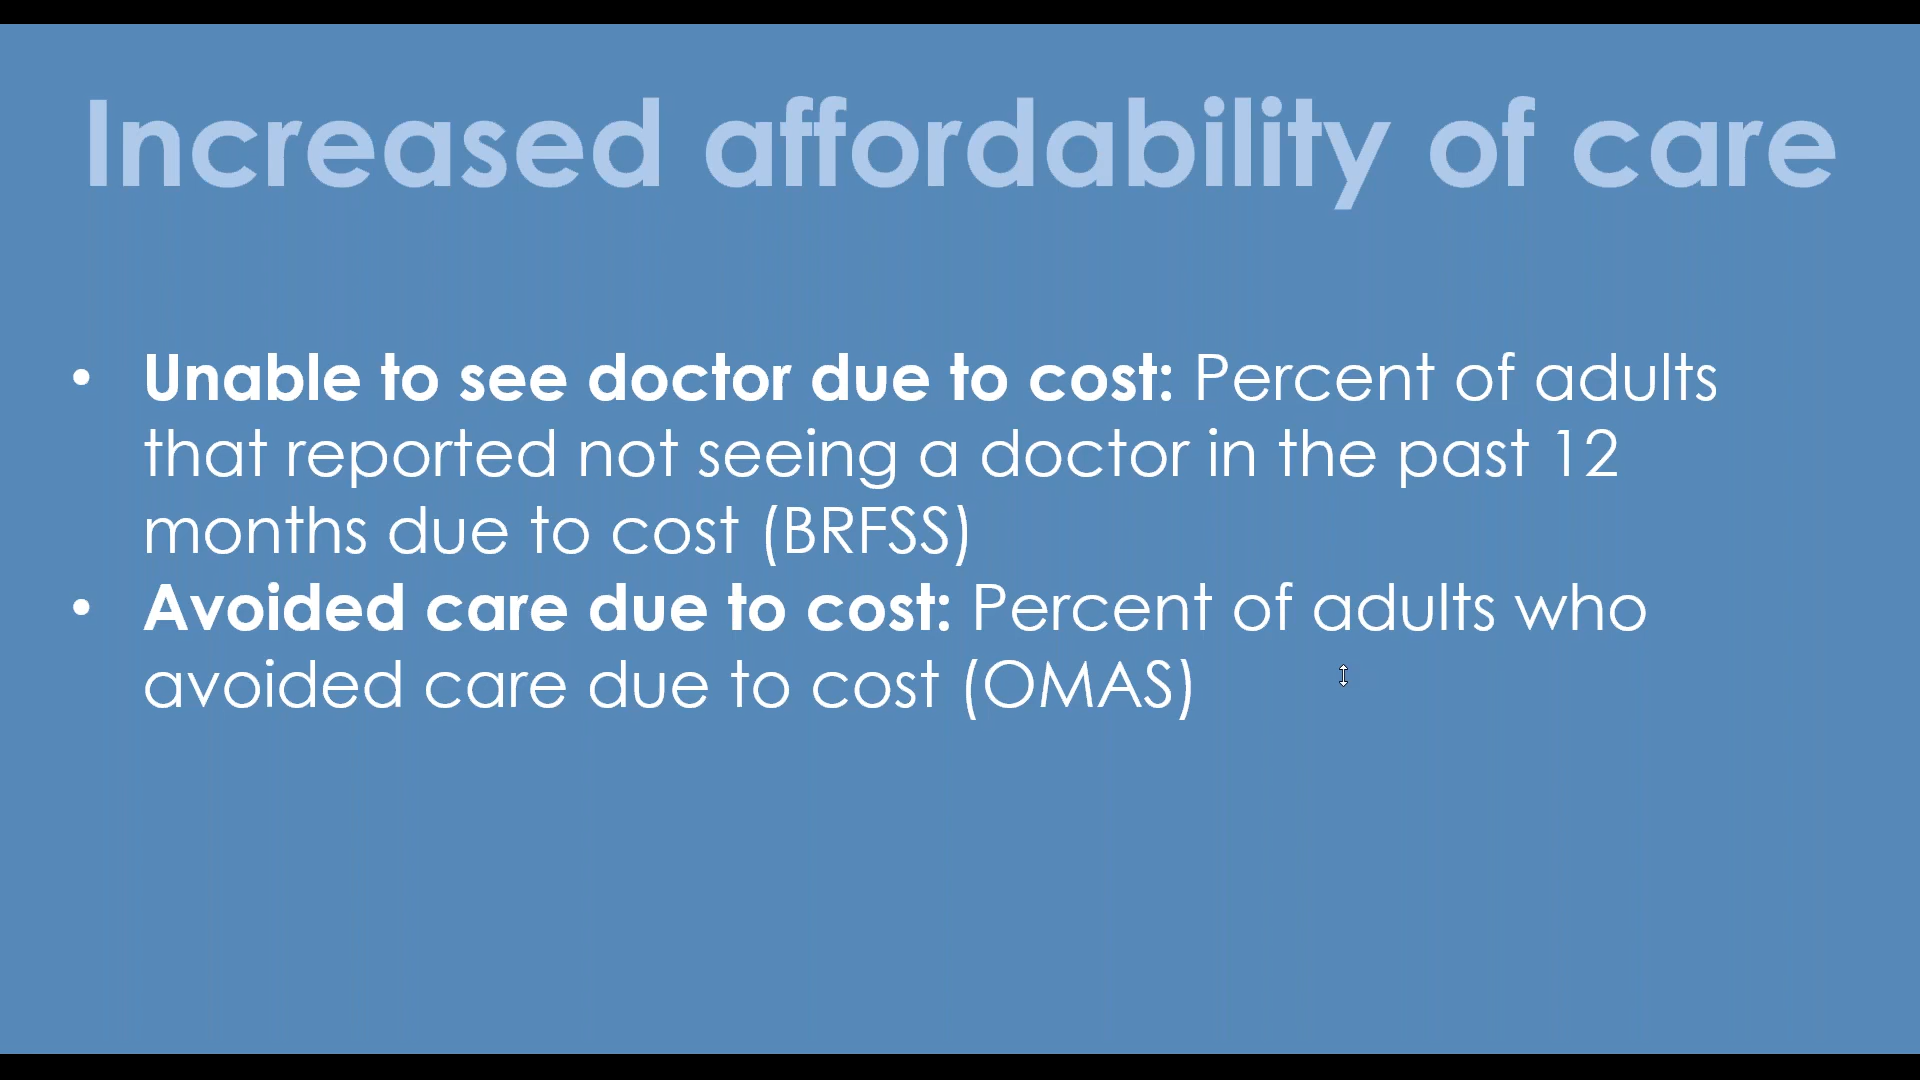 Increased affordability of care
• Unable to see doctor due to cost: Percent of adults
that reported not seeing a doctor in the past 12
months due to cost (BRFSS)
• Avoided care due to cost: Percent of adults who
avoided care due to cost (OMAS)